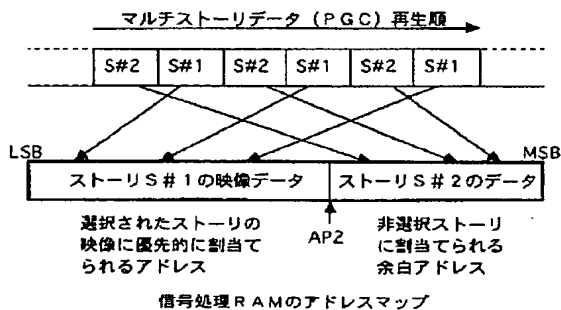 マルチストーリデータ（ＰＧＣ）再生順
S#2 S#1 S#2 S#1 S#2 S#1
LSB MSB
ストーリＳ＃１の映像データ ストーリＳ＃２のデータ
選択されたストーリの
映像に優先的に割当て
られるアドレス
AP2
非選択ストーリ
に割当てられる
余白アドレス
信号処理ＲＡＭのアドレスマップ